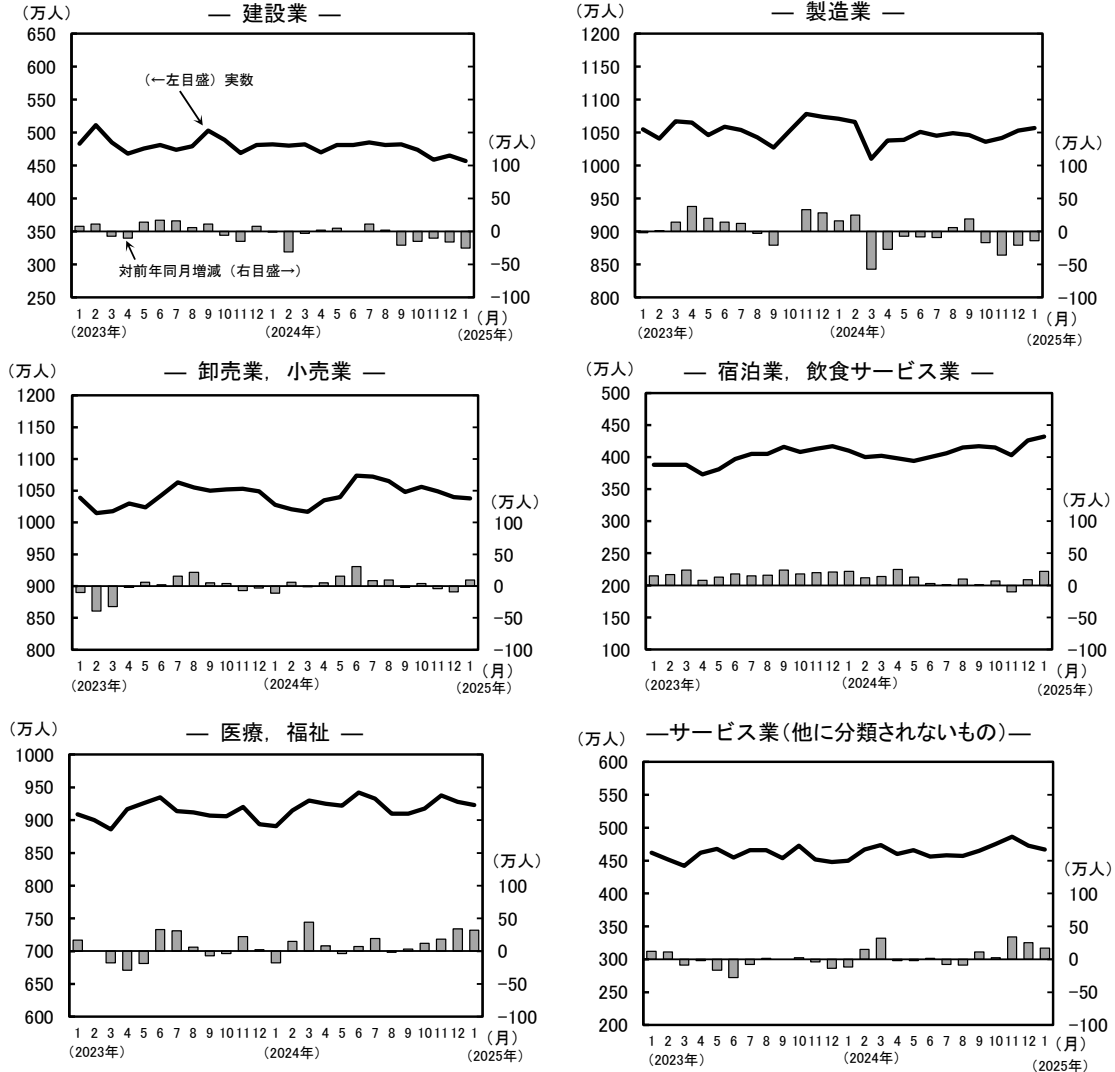 （万人）
― 建設業 ―
650
600
550
500
450
400
350
300
250
（←左目盛）実数
対前年同月増減（右目盛→）
（万人）
100
50
0
-50
-100
1 2 3 4 5 6 7 8 9 10 11 12 1 2 3 4 5 6 7 8 9 10 11 12 1 （月）
（2023年） （2024年） （2025年）
（万人）
― 製造業 ―
1200
1150
1100
1050
1000
950
900
850
800
（万人）
100
50
0
-50
-100
1 2 3 4 5 6 7 8 9 10 11 12 1 2 3 4 5 6 7 8 9 10 11 12 1 （月）
（2023年） （2024年） （2025年）
（万人）
― 卸売業，小売業 ―
1200
1150
1100
1050
1000
950
900
850
800
（万人）
100
50
0
-50
-100
1 2 3 4 5 6 7 8 9 10 11 12 1 2 3 4 5 6 7 8 9 10 11 12 1 （月）
（2023年） （2024年） （2025年）
（万人）
― 宿泊業，飲食サービス業 ―
500
450
400
350
300
250
200
150
100
（万人）
100
50
0
-50
-100
1 2 3 4 5 6 7 8 9 10 11 12 1 2 3 4 5 6 7 8 9 10 11 12 1 （月）
（2023年） （2024年） （2025年）
（万人）
― 医療，福祉 ―
1000
950
900
850
800
750
700
650
600
（万人）
100
50
0
-50
-100
1 2 3 4 5 6 7 8 9 10 11 12 1 2 3 4 5 6 7 8 9 10 11 12 1 （月）
（2023年） （2024年） （2025年）
（万人）
―サービス業（他に分類されないもの）―
600
550
500
450
400
350
300
250
200
（万人）
100
50
0
-50
-100
1 2 3 4 5 6 7 8 9 10 11 12 1 2 3 4 5 6 7 8 9 10 11 12 1 （月）
（2023年） （2024年） （2025年）